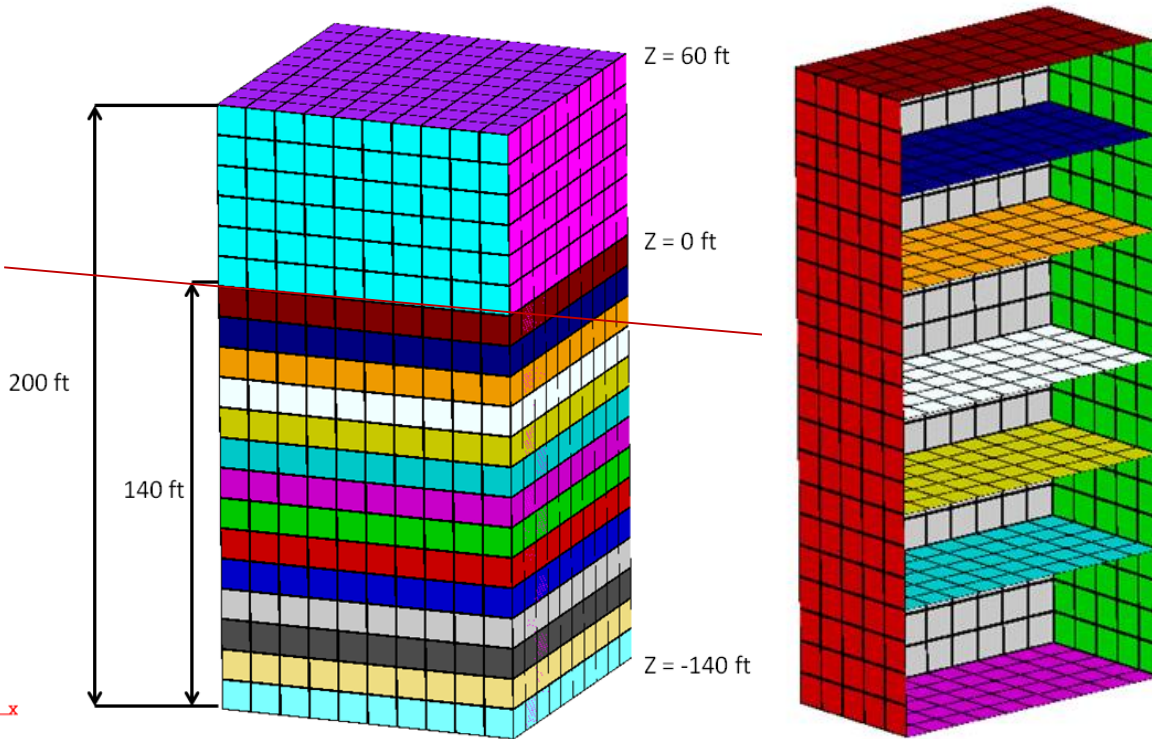 Z = 60 ft
Z = 0 ft
200 ft
140 ft
Z = -140 ft
x